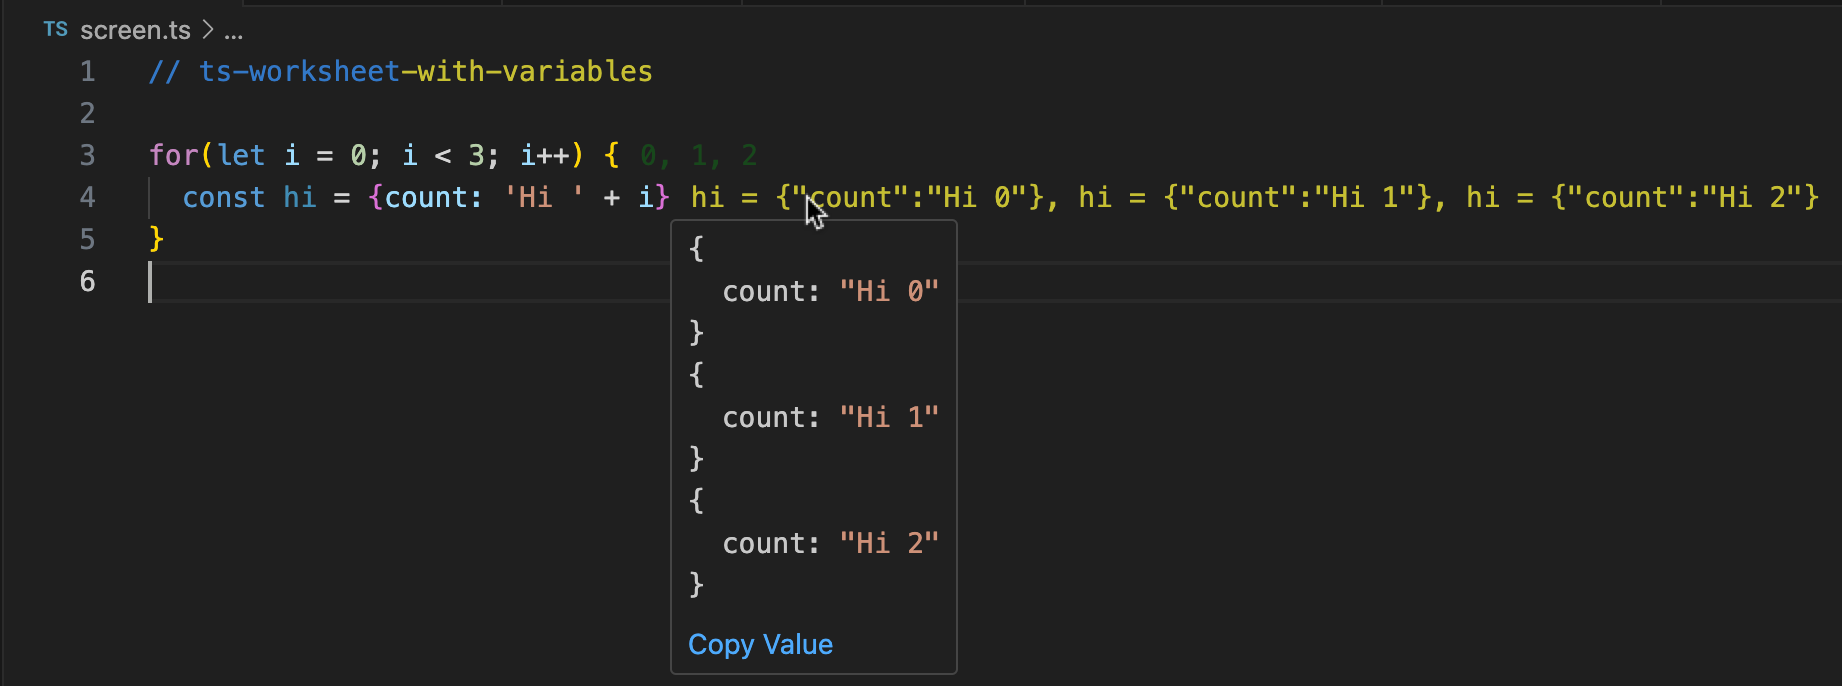 TS screen.ts > ...
1 // ts-worksheet-with-variables
2
3 for(let i = 0; i < 3; i++) { 0, 1, 2
4 const hi = {count: 'Hi ' + i} hi = {"count":"Hi 0"}, hi = {"count":"Hi 1"}, hi = {"count":"Hi 2"}
5 }
6
{
count: "Hi 0"
}
{
count: "Hi 1"
}
{
count: "Hi 2"
}
Copy Value